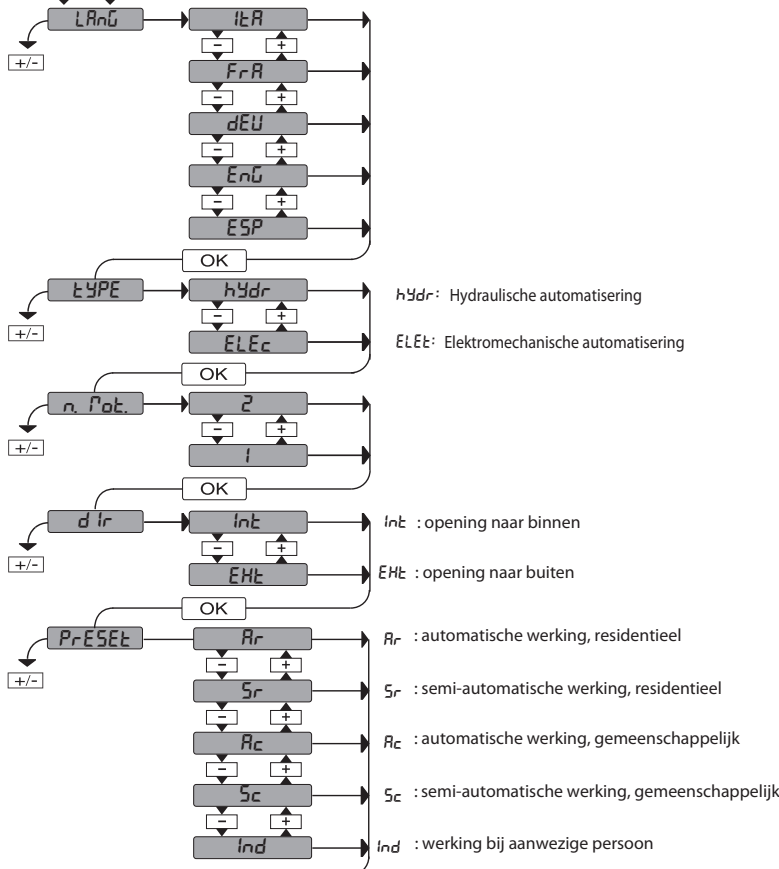 LAnG ItA
- +
+/-
FrA
- +
dEU
- +
EnG
- +
ESP
OK
tYPE hYdr hYdr: Hydraulische automatisering
- +
+/-
ELEc ELEt: Elektromechanische automatisering
OK
n. Mot. 2
- +
+/-
1
OK
dIr Int Int : opening naar binnen
- +
+/-
EHt EHt : opening naar buiten
OK
PrESEt Ar Ar : automatische werking, residentieel
- +
+/-
Sr Sr : semi-automatische werking, residentieel
- +
Ac Ac : automatische werking, gemeenschappelijk
- +
Sc Sc : semi-automatische werking, gemeenschappelijk
- +
Ind Ind : werking bij aanwezige persoon